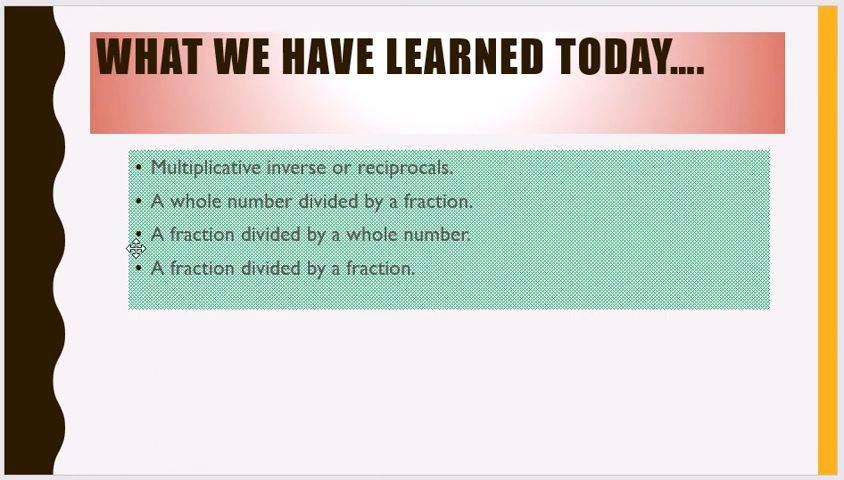 WHAT WE HAVE LEARNED TODAY....
• Multiplicative inverse or reciprocals.
• A whole number divided by a fraction.
• A fraction divided by a whole number.
• A fraction divided by a fraction.